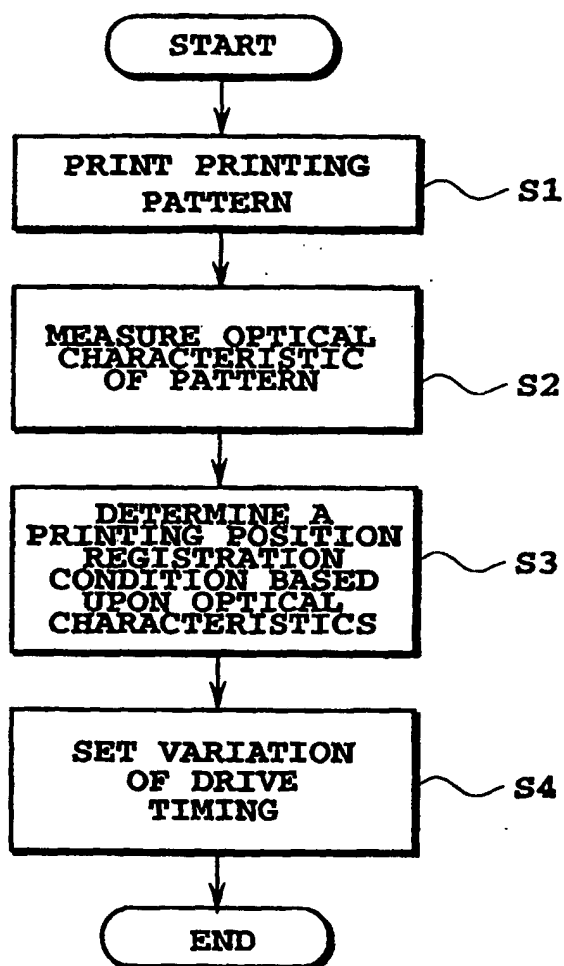 START
PRINT PRINTING
PATTERN
S1
MEASURE OPTICAL
CHARACTERISTIC
OF PATTERN
S2
DETERMINE A
PRINTING POSITION
REGISTRATION
CONDITION BASED
UPON OPTICAL
CHARACTERISTICS
S3
SET VARIATION
OF DRIVE
TIMING
S4
END